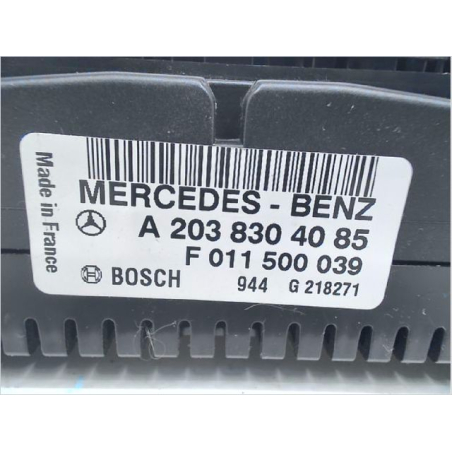 Made in France
MERCEDES - BENZ
A 203 830 40 85
F 011 500 039
BOSCH 944 G 218271